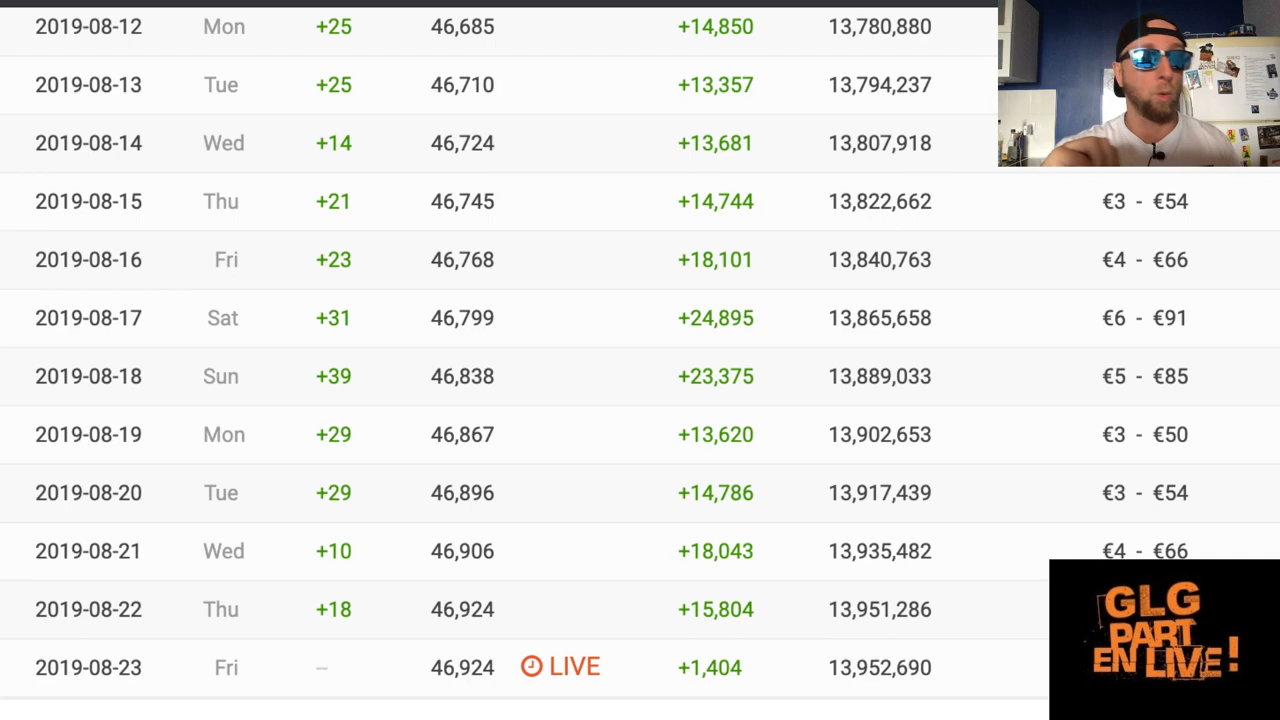 2019-08-12 Mon +25 46,685 +14,850 13,780,880
2019-08-13 Tue +25 46,710 +13,357 13,794,237
2019-08-14 Wed +14 46,724 +13,681 13,807,918
2019-08-15 Thu +21 46,745 +14,744 13,822,662 €3 - €54
2019-08-16 Fri +23 46,768 +18,101 13,840,763 €4 - €66
2019-08-17 Sat +31 46,799 +24,895 13,865,658 €6 - €91
2019-08-18 Sun +39 46,838 +23,375 13,889,033 €5 - €85
2019-08-19 Mon +29 46,867 +13,620 13,902,653 €3 - €50
2019-08-20 Tue +29 46,896 +14,786 13,917,439 €3 - €54
2019-08-21 Wed +10 46,906 +18,043 13,935,482 €4 - €66
2019-08-22 Thu +18 46,924 +15,804 13,951,286
2019-08-23 Fri – 46,924 LIVE +1,404 13,952,690
GLG
PART
EN LIVE !